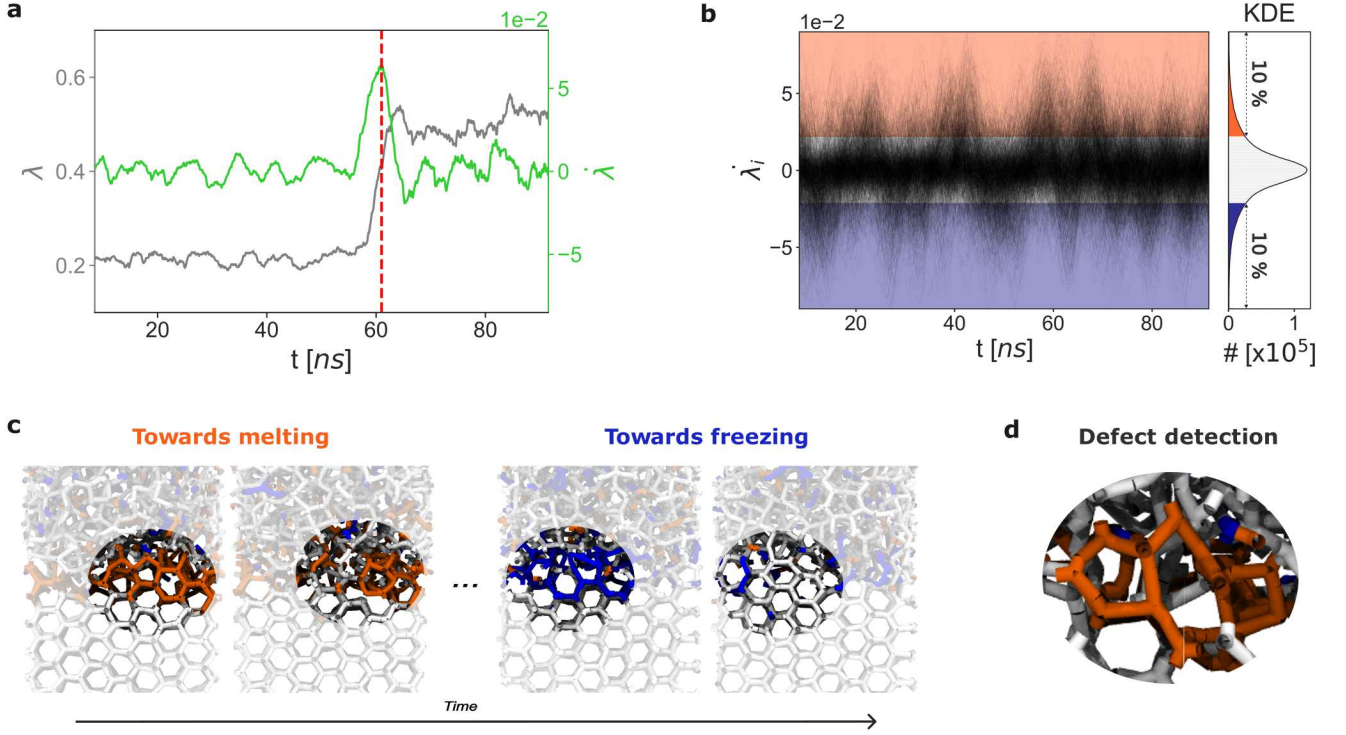 a
1e−2
0.6
0.4
0.2
λ
5
0
−5
λ̇
20
40
60
80
t [ns]
b
1e−2
5
0
−5
λ̇i
20
40
60
80
t [ns]
KDE
10 %
10 %
0
1
# [x10⁵]
c
Towards melting
Towards freezing
...
Time
d
Defect detection